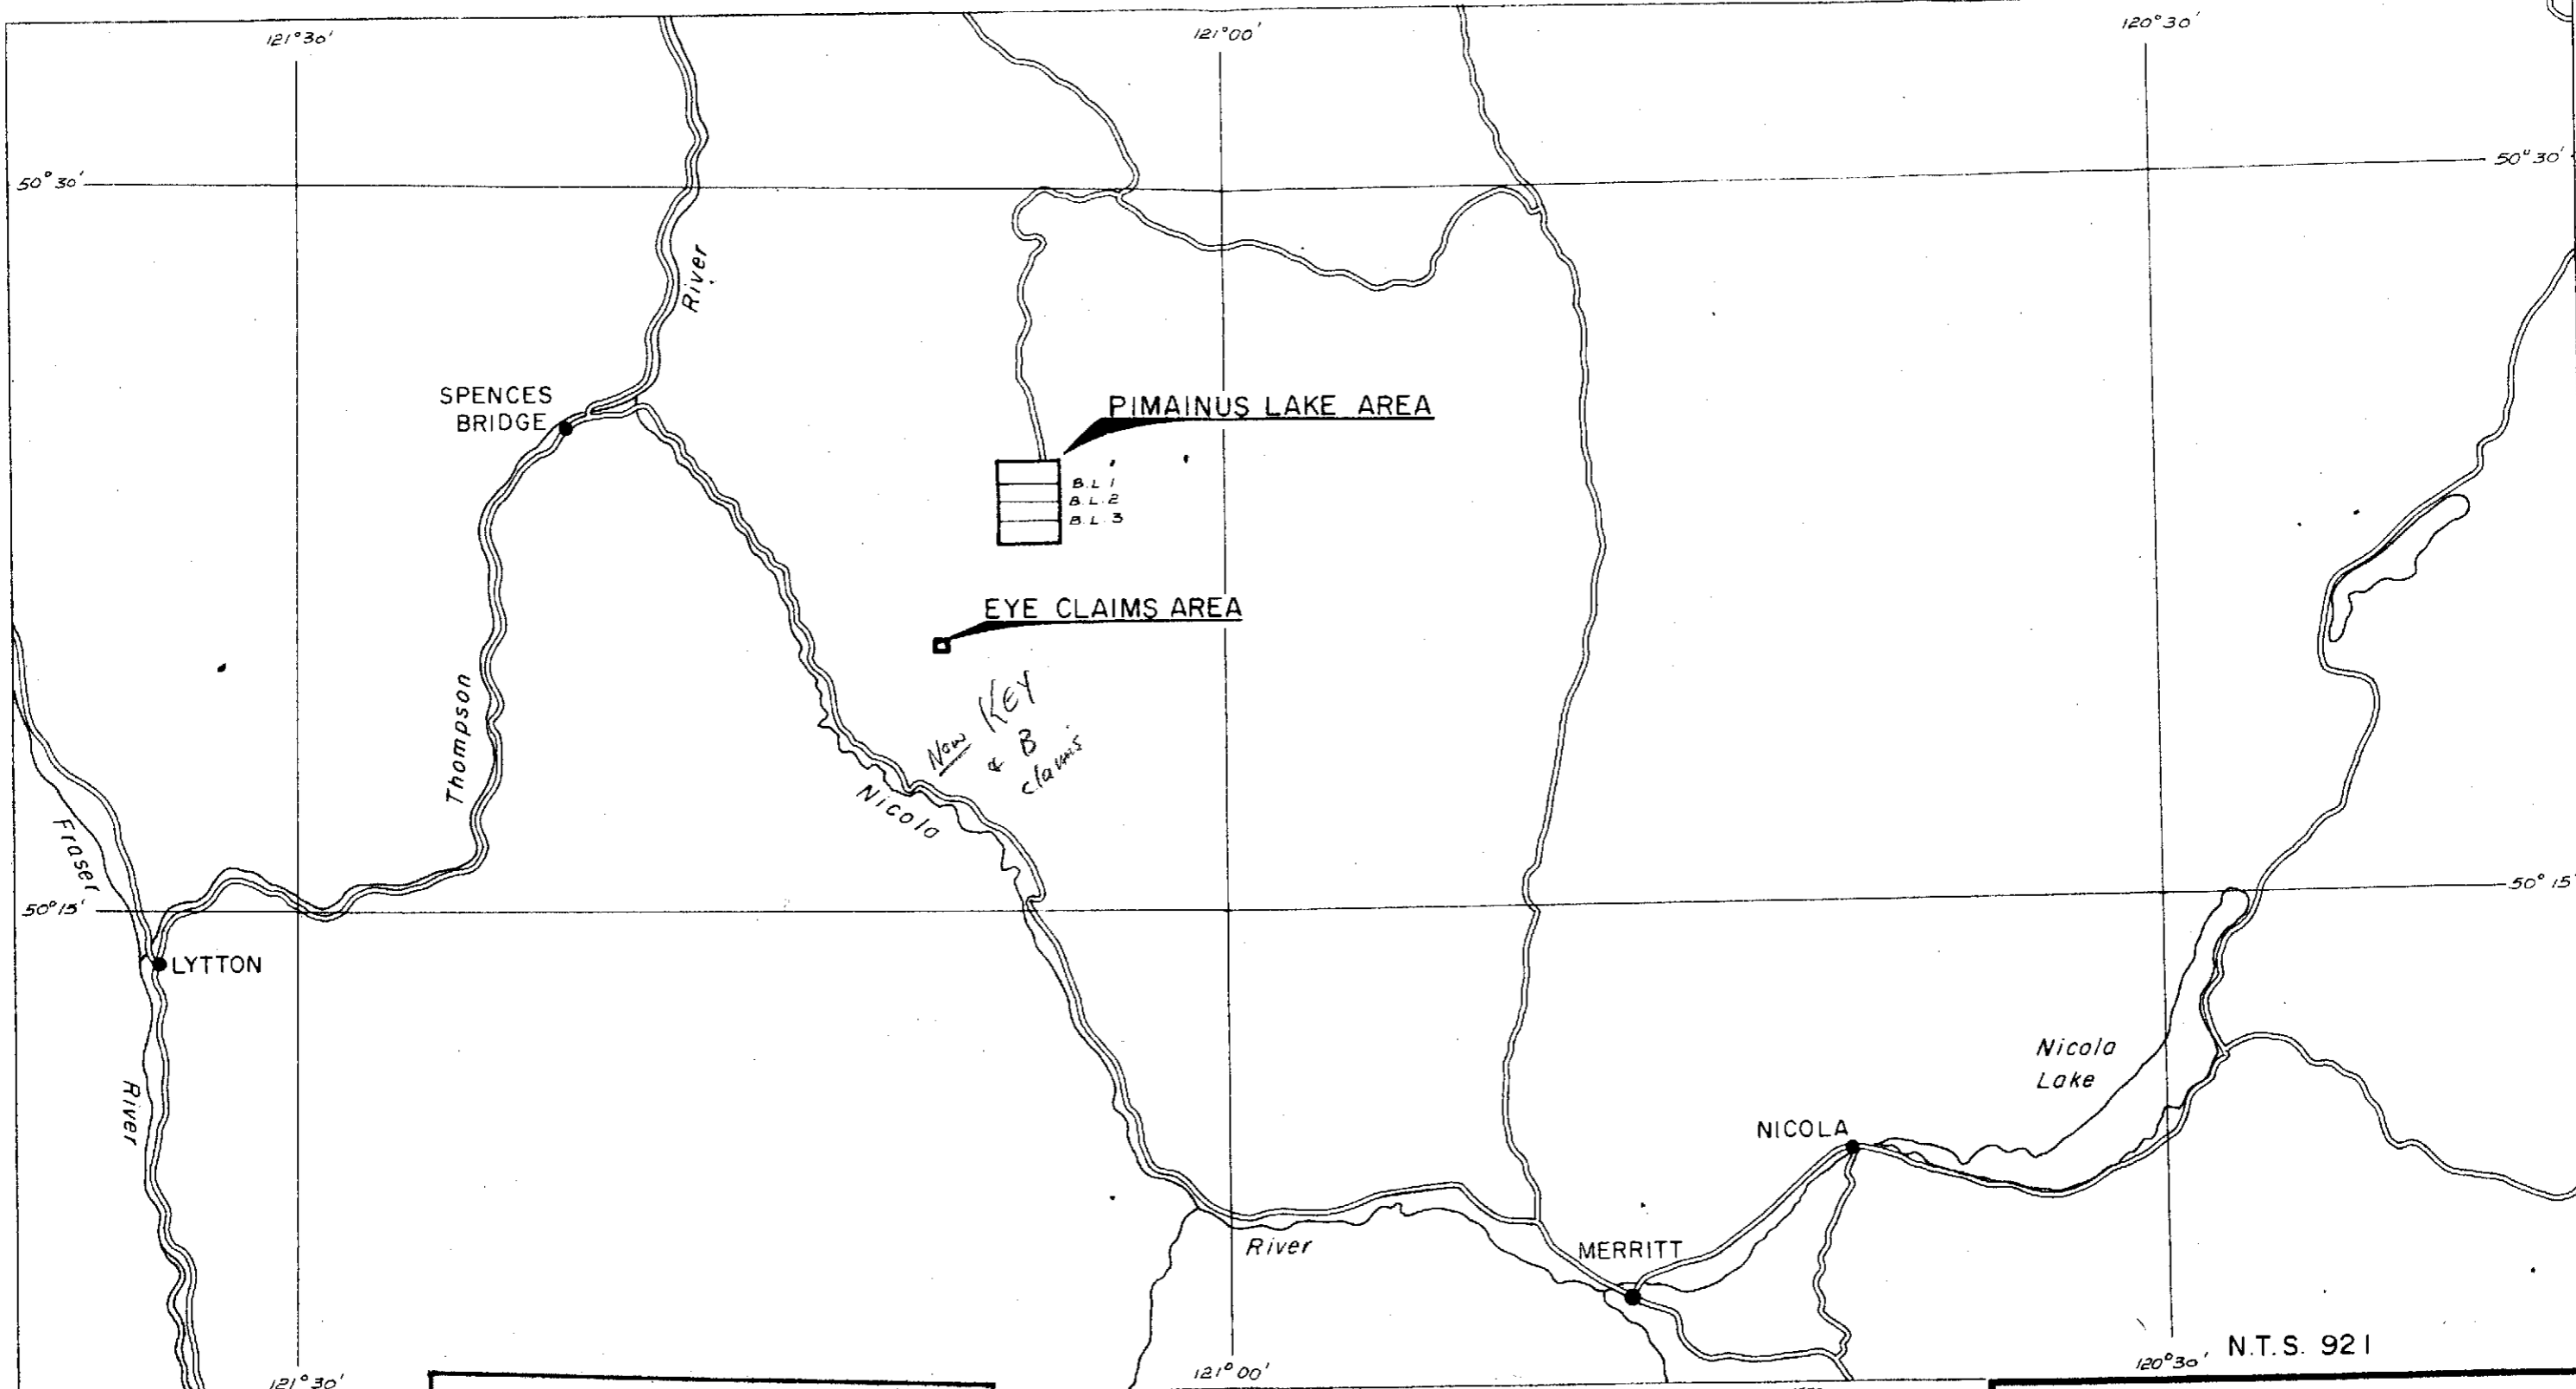 121°30'
121°00'
120°30'
50°30'
50°30'
River
SPENCES
BRIDGE
PIMAINUS LAKE AREA
B.L. 1
B.L. 2
B.L. 3
EYE CLAIMS AREA
Now KEY
& B
claims
Thompson
Nicola
Fraser
50°15'
50°15'
LYTTON
Nicola
Lake
River
NICOLA
River
MERRITT
N.T.S. 921
121°30'
121°00'
120°30'